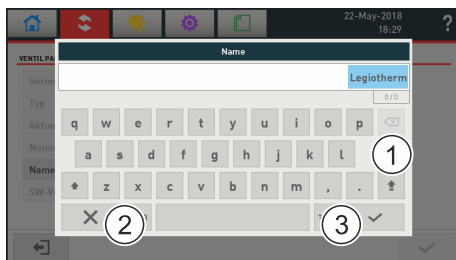 22-May-2018
18:29
?
Name
VENTIL PA
Serie
Legiotherm
0/0
Typ
Aktue
q w e r t y u i o p
Numm
a s d f g h j k l
1
Name
z x c v b n m , .
SW-V
2
3